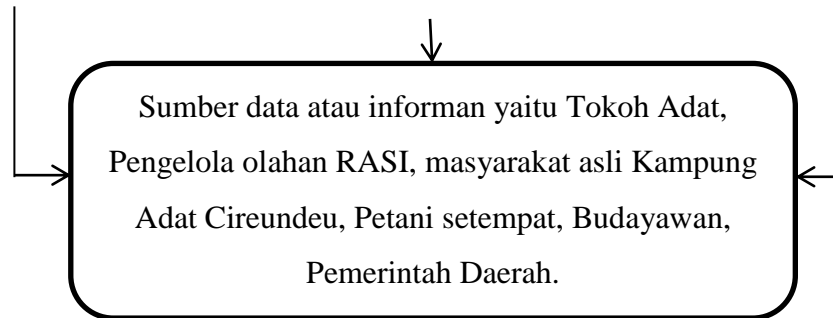 Sumber data atau informan yaitu Tokoh Adat,
Pengelola olahan RASI, masyarakat asli Kampung
Adat Cireundeu, Petani setempat, Budayawan,
Pemerintah Daerah.